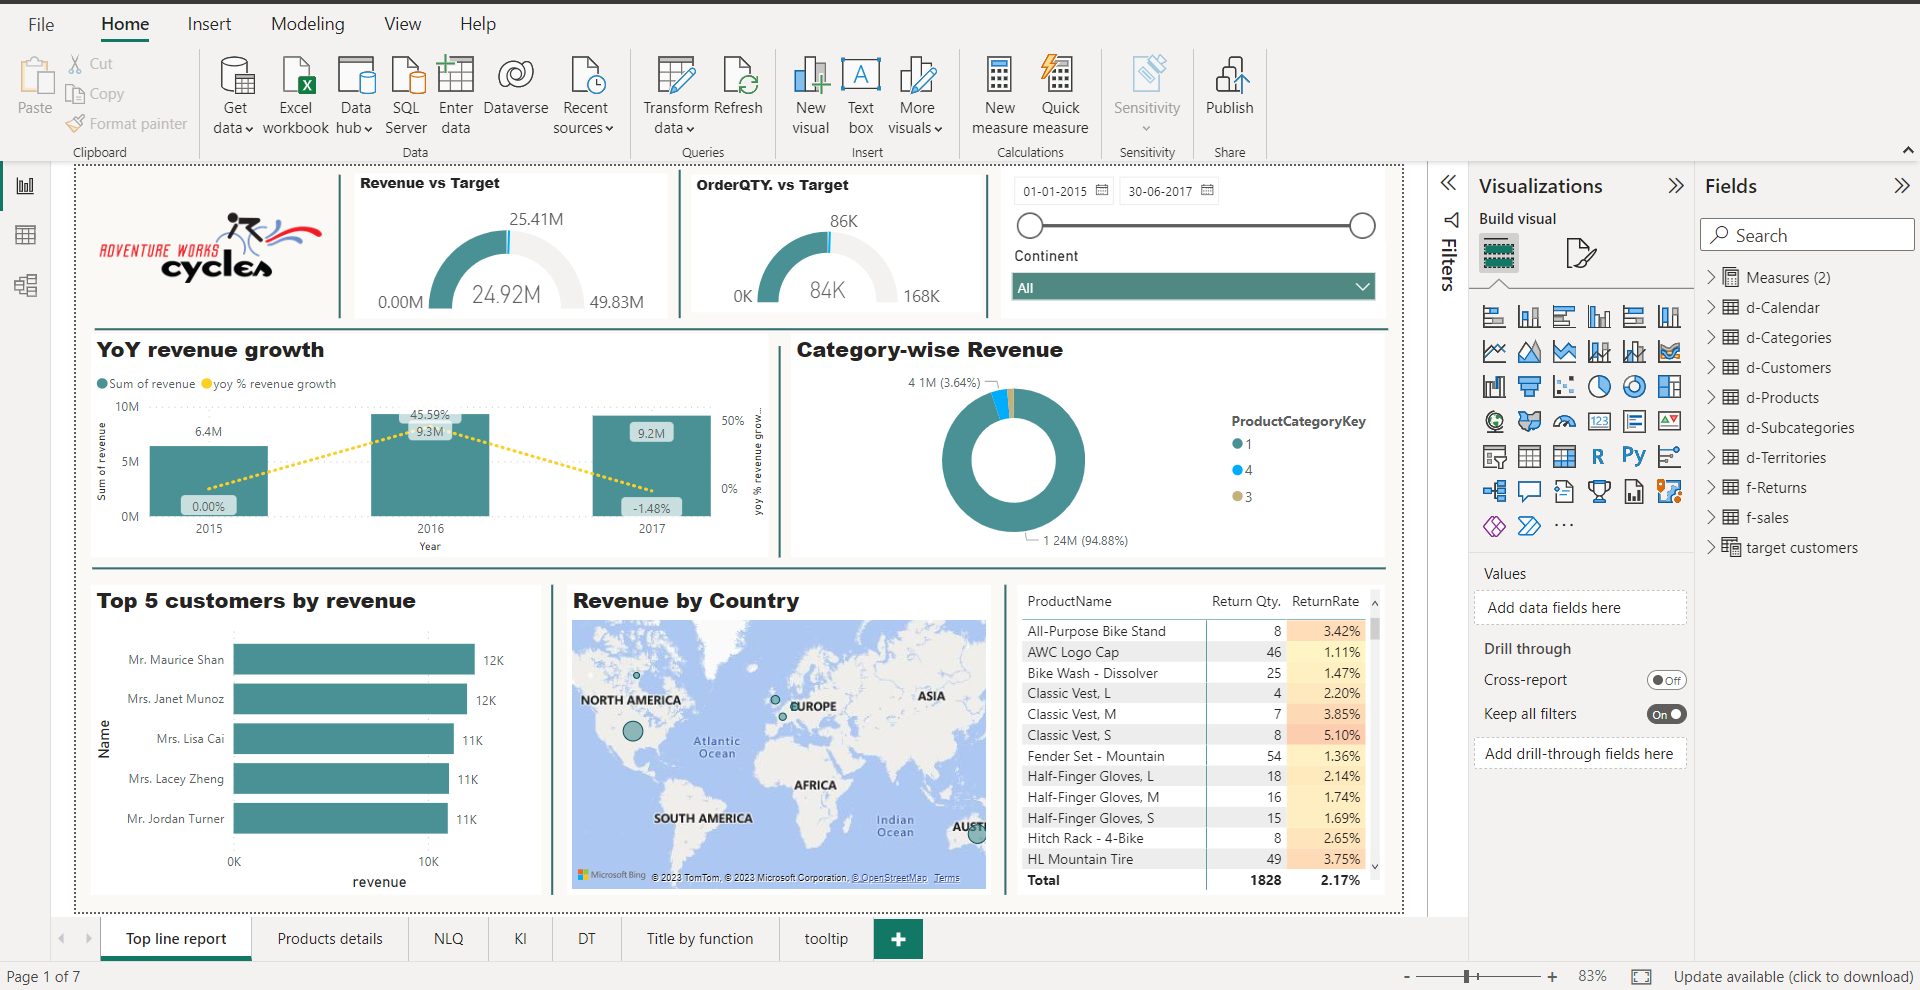 File Home Insert Modeling View Help
Paste
Cut
Copy
Format painter
Clipboard
Get data
Excel workbook
Data hub
SQL Server
Enter data
Dataverse
Recent sources
Data
Transform data
Refresh
Queries
New visual
Text box
More visuals
Insert
New measure
Quick measure
Calculations
Sensitivity
Sensitivity
Publish
Share
ADVENTURE WORKS
cycles
Revenue vs Target
25.41M
0.00M
24.92M
49.83M
OrderQTY. vs Target
86K
0K
84K
168K
01-01-2015
30-06-2017
Continent
All
YoY revenue growth
Sum of revenue yoy % revenue growth
Sum of revenue
10M
5M
0M
6.4M
0.00%
45.59%
9.3M
9.2M
-1.48%
50%
0%
yoy % revenue grow...
2015 2016 2017
Year
Category-wise Revenue
4 1M (3.64%)
1 24M (94.88%)
ProductCategoryKey
1
4
3
Top 5 customers by revenue
Name
Mr. Maurice Shan 12K
Mrs. Janet Munoz 12K
Mrs. Lisa Cai 11K
Mrs. Lacey Zheng 11K
Mr. Jordan Turner 11K
0K 10K
revenue
Revenue by Country
NORTH AMERICA
EUROPE
ASIA
Atlantic
Ocean
AFRICA
SOUTH AMERICA
Indian
Ocean
AUST
Microsoft Bing
© 2023 TomTom, © 2023 Microsoft Corporation, © OpenStreetMap Terms
ProductName Return Qty. ReturnRate
All-Purpose Bike Stand 8 3.42%
AWC Logo Cap 46 1.11%
Bike Wash - Dissolver 25 1.47%
Classic Vest, L 4 2.20%
Classic Vest, M 7 3.85%
Classic Vest, S 8 5.10%
Fender Set - Mountain 54 1.36%
Half-Finger Gloves, L 18 2.14%
Half-Finger Gloves, M 16 1.74%
Half-Finger Gloves, S 15 1.69%
Hitch Rack - 4-Bike 8 2.65%
HL Mountain Tire 49 3.75%
Total 1828 2.17%
Filters
Visualizations
Build visual
123
R
Py
...
Values
Add data fields here
Drill through
Cross-report
Off
Keep all filters
On
Add drill-through fields here
Fields
Search
Measures (2)
d-Calendar
d-Categories
d-Customers
d-Products
d-Subcategories
d-Territories
f-Returns
f-sales
target customers
Top line report
Products details
NLQ
KI
DT
Title by function
tooltip
+
Page 1 of 7
- + 83%
Update available (click to download)